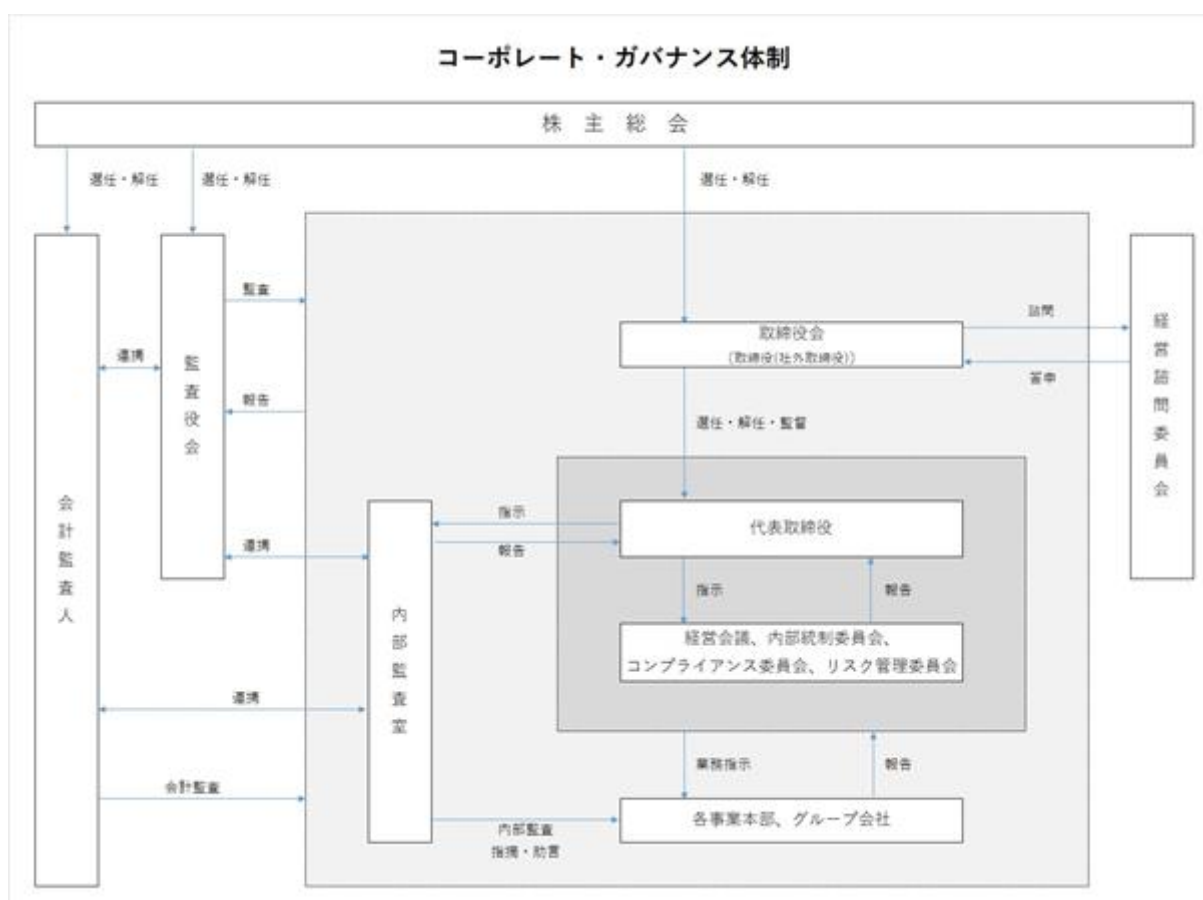 コーポレート・ガバナンス体制
株主総会
選任・解任
選任・解任
選任・解任
監査
諮問
取締役会
(取締役(社外取締役))
連携
答申
監査役会
報告
経営諮問委員会
選任・解任・監督
会計監査人
指示
代表取締役
連携
報告
指示
報告
内部監査室
経営会議、内部統制委員会、
コンプライアンス委員会、リスク管理委員会
連携
業務指示
報告
会計監査
各事業本部、グループ会社
内部監査
指摘・助言